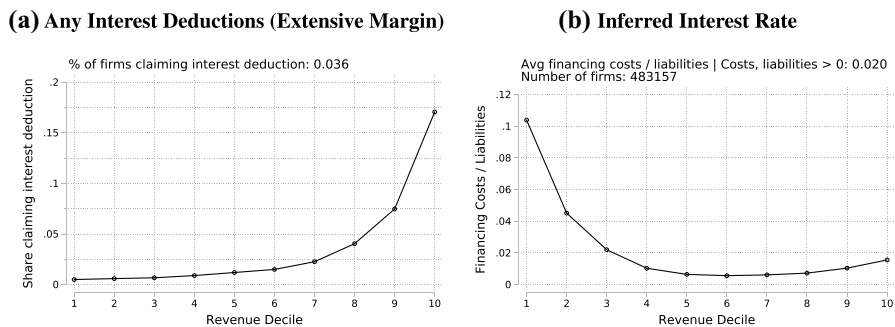 (a) Any Interest Deductions (Extensive Margin)
% of firms claiming interest deduction: 0.036
Share claiming interest deduction
.2
.15
.1
.05
0
1 2 3 4 5 6 7 8 9 10
Revenue Decile
(b) Inferred Interest Rate
Avg financing costs / liabilities | Costs, liabilities > 0: 0.020
Number of firms: 483157
Financing Costs / Liabilities
.12
.1
.08
.06
.04
.02
0
1 2 3 4 5 6 7 8 9 10
Revenue Decile